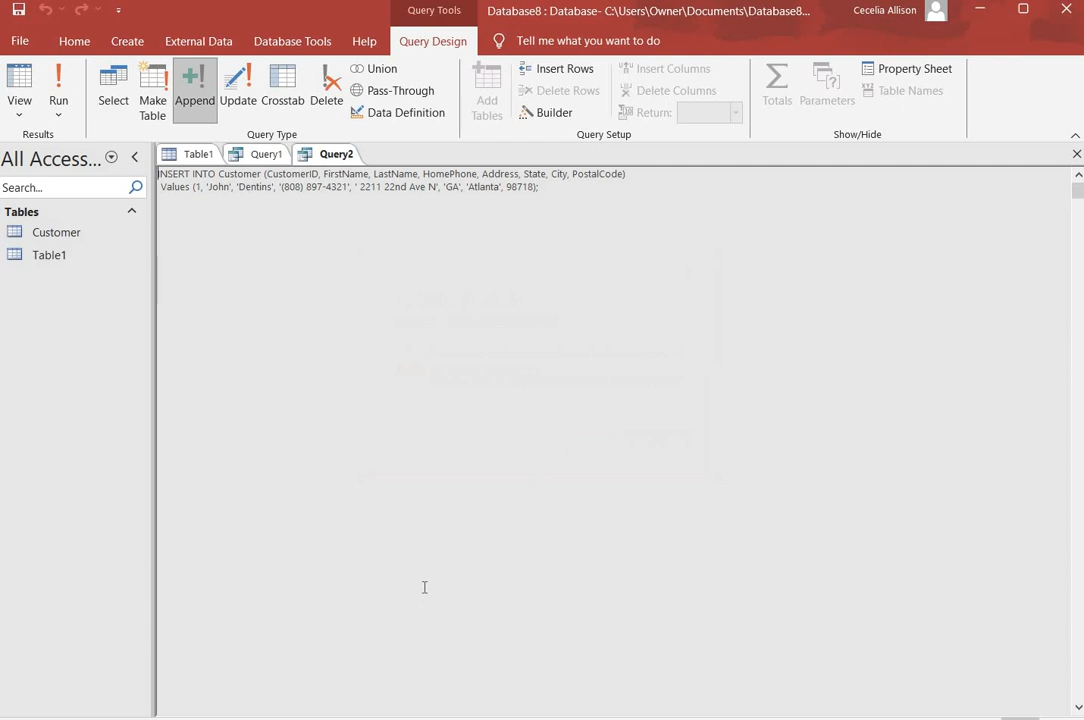 Query Tools
Database8 : Database- C:\Users\Owner\Documents\Database8...
Cecelia Allison
File Home Create External Data Database Tools Help Query Design Tell me what you want to do
View
Run
Select
Make
Table
Append
Update
Crosstab
Delete
Union
Pass-Through
Data Definition
Add
Tables
Insert Rows
Delete Rows
Builder
Insert Columns
Delete Columns
Return:
Totals
Parameters
Property Sheet
Table Names
Results
Query Type
Query Setup
Show/Hide
All Access...
Search...
Tables
Customer
Table1
Table1 Query1 Query2
INSERT INTO Customer (CustomerID, FirstName, LastName, HomePhone, Address, State, City, PostalCode)
Values (1, 'John', 'Dentins', '(808) 897-4321', ' 2211 22nd Ave N', 'GA', 'Atlanta', 98718);